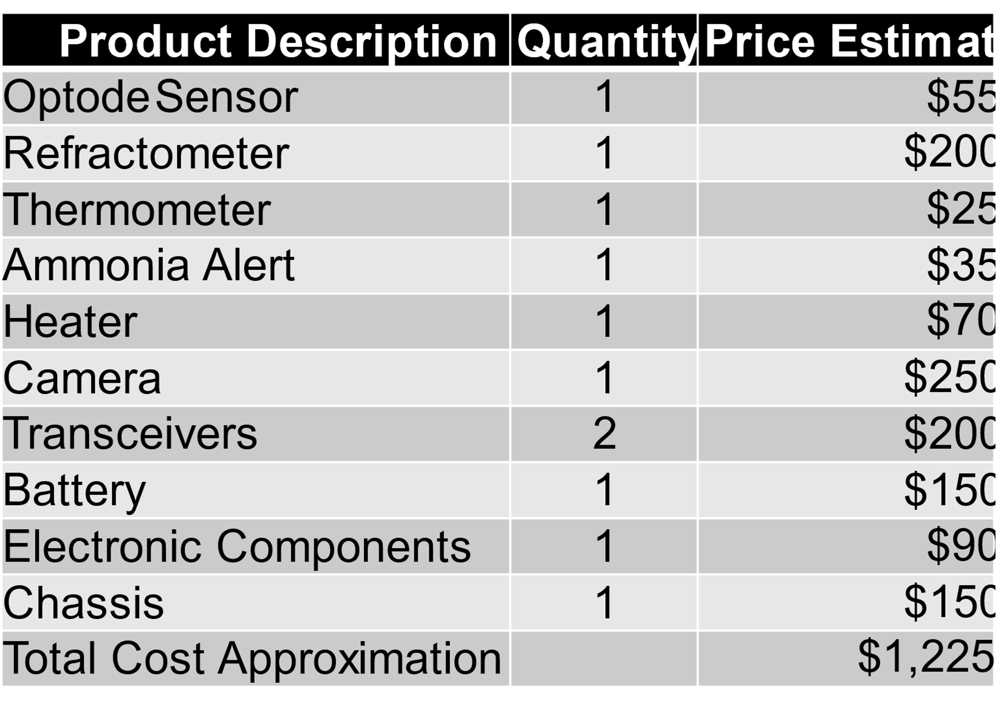 Product Description Quantity Price Estimat
Optode Sensor 1 $55
Refractometer 1 $200
Thermometer 1 $25
Ammonia Alert 1 $35
Heater 1 $70
Camera 1 $250
Transceivers 2 $200
Battery 1 $150
Electronic Components 1 $90
Chassis 1 $150
Total Cost Approximation $1,225